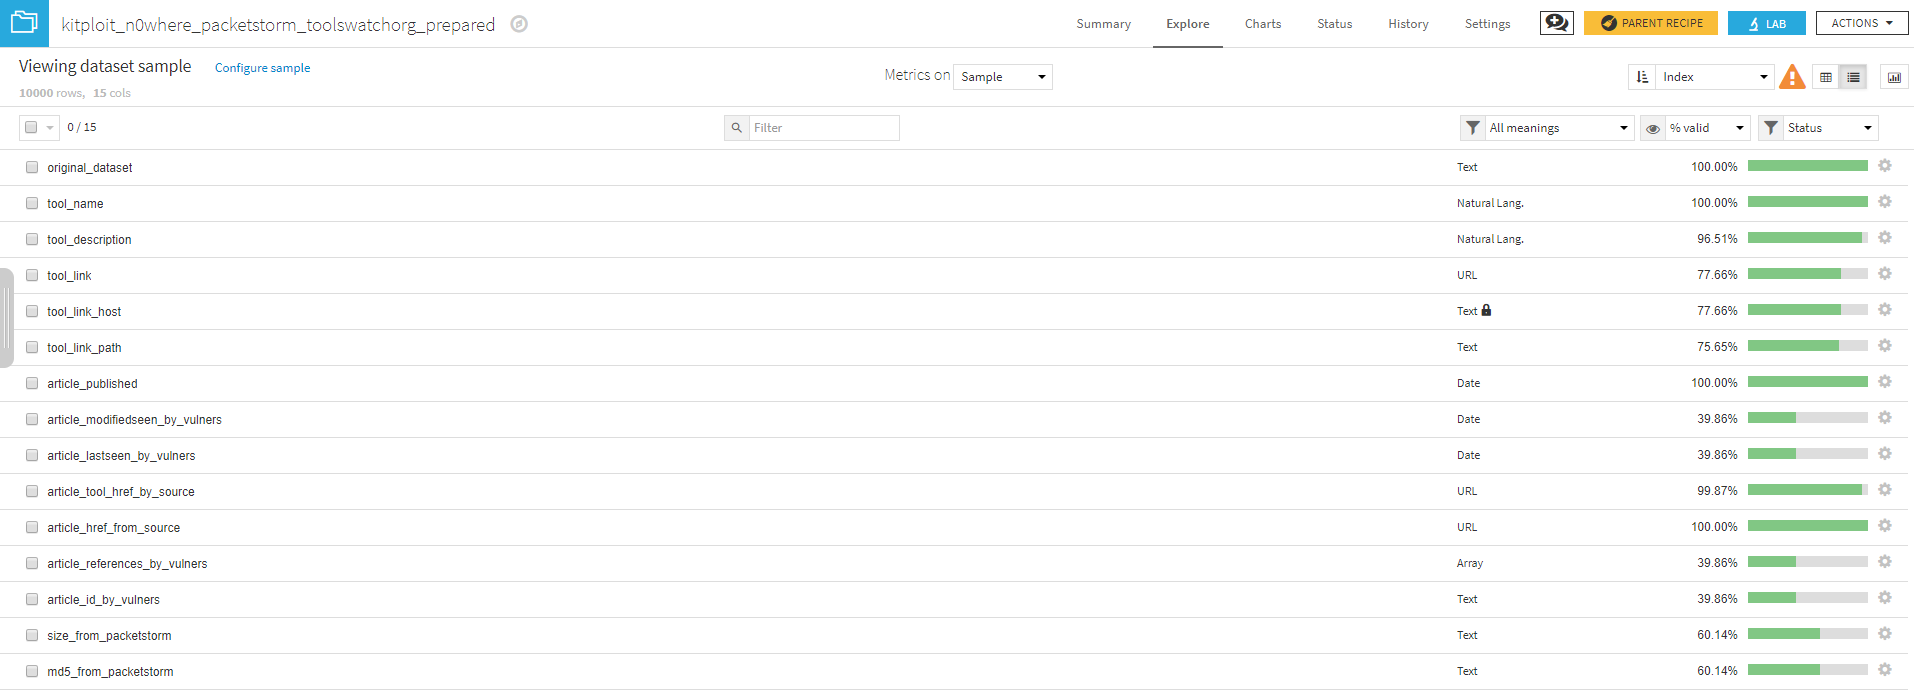 kitploit_n0where_packetstorm_toolswatchorg_prepared Summary Explore Charts Status History Settings PARENT RECIPE LAB ACTIONS
Viewing dataset sample Configure sample Metrics on Sample Index
10000 rows, 15 cols
0 / 15 Filter All meanings % valid Status
original_dataset Text 100.00%
tool_name Natural Lang. 100.00%
tool_description Natural Lang. 96.51%
tool_link URL 77.66%
tool_link_host Text 77.66%
tool_link_path Text 75.65%
article_published Date 100.00%
article_modifiedseen_by_vulners Date 39.86%
article_lastseen_by_vulners Date 39.86%
article_tool_href_by_source URL 99.87%
article_href_from_source URL 100.00%
article_references_by_vulners Array 39.86%
article_id_by_vulners Text 39.86%
size_from_packetstorm Text 60.14%
md5_from_packetstorm Text 60.14%